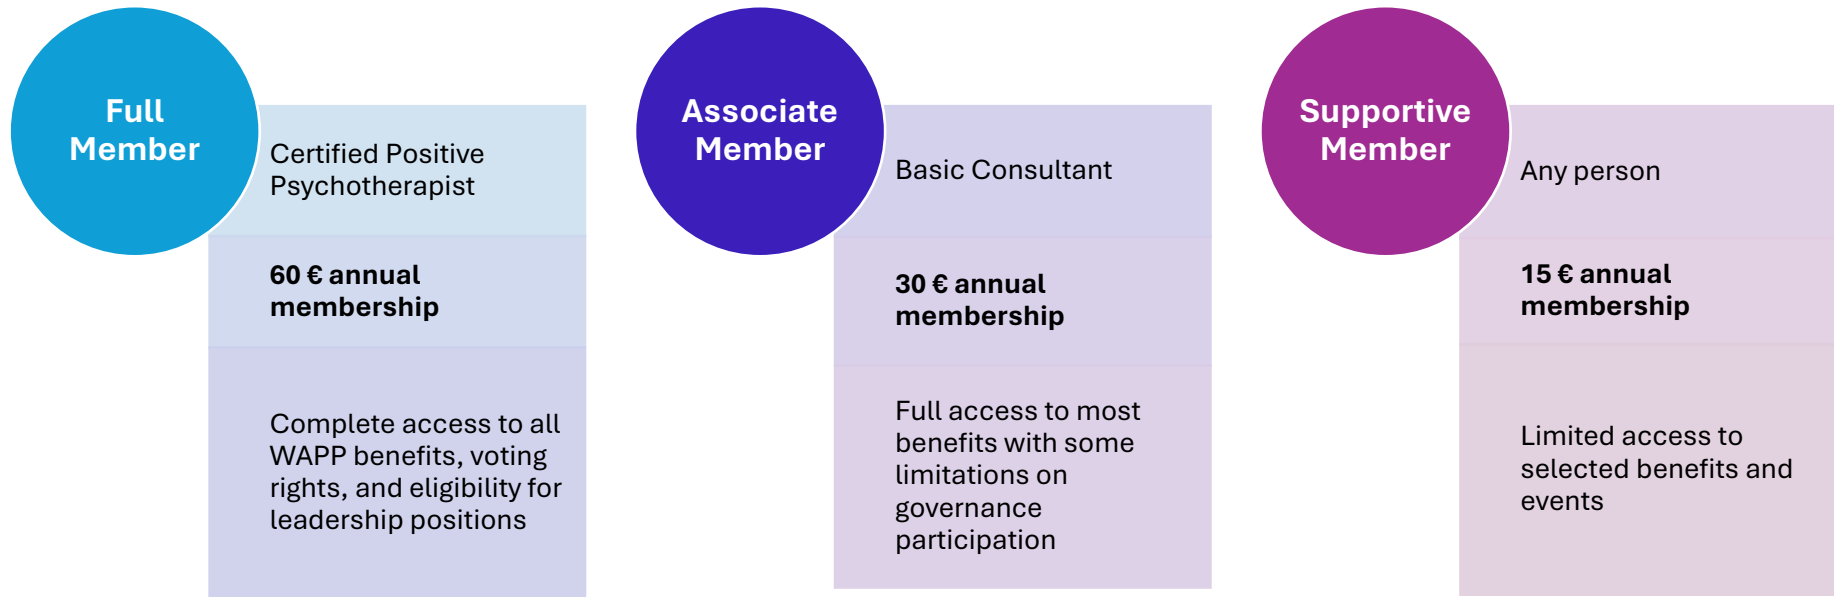 Full
Member
Certified Positive
Psychotherapist
60 € annual
membership
Complete access to all
WAPP benefits, voting
rights, and eligibility for
leadership positions
Associate
Member
Basic Consultant
30 € annual
membership
Full access to most
benefits with some
limitations on
governance
participation
Supportive
Member
Any person
15 € annual
membership
Limited access to
selected benefits and
events